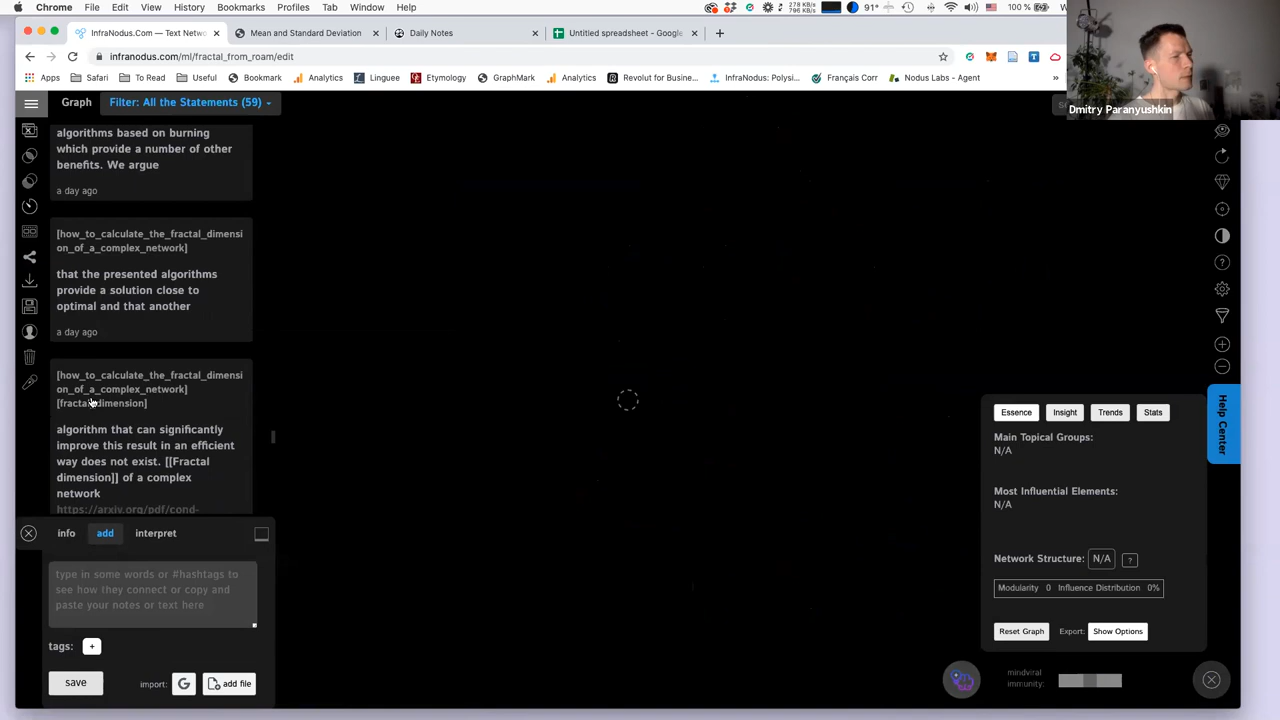 Chrome File Edit View History Bookmarks Profiles Tab Window Help
278 KB/s
796 KB/s
91°
100 %
InfraNodus.Com — Text Netwo
Mean and Standard Deviation
Daily Notes
Untitled spreadsheet - Google
infranodus.com/ml/fractal_from_roam/edit
Apps Safari To Read Useful Bookmark Analytics Linguee Etymology GraphMark Analytics Revolut for Busine... InfraNodus: Polysi... Français Corr Nodus Labs - Agent
Dmitry Paranyushkin
Graph Filter: All the Statements (59)
algorithms based on burning
which provide a number of other
benefits. We argue
a day ago
[how_to_calculate_the_fractal_dimensi
on_of_a_complex_network]
that the presented algorithms
provide a solution close to
optimal and that another
a day ago
[how_to_calculate_the_fractal_dimensi
on_of_a_complex_network]
algorithm that can significantly
improve this result in an efficient
way does not exist. [[Fractal
dimension]] of a complex
network
https://arxiv.org/pdf/cond-
info add interpret
type in some words or #hashtags to
see how they connect or copy and
paste your notes or text here
tags: +
save import: G add file
Essence Insight Trends Stats
Main Topical Groups:
N/A
Most Influential Elements:
N/A
Network Structure: N/A ?
Modularity 0 Influence Distribution 0%
Reset Graph Export: Show Options
mindviral
immunity:
Help Center